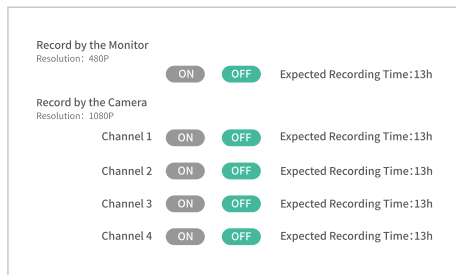 Record by the Monitor
Resolution: 480P
ON OFF Expected Recording Time:13h
Record by the Camera
Resolution: 1080P
Channel 1 ON OFF Expected Recording Time:13h
Channel 2 ON OFF Expected Recording Time:13h
Channel 3 ON OFF Expected Recording Time:13h
Channel 4 ON OFF Expected Recording Time:13h